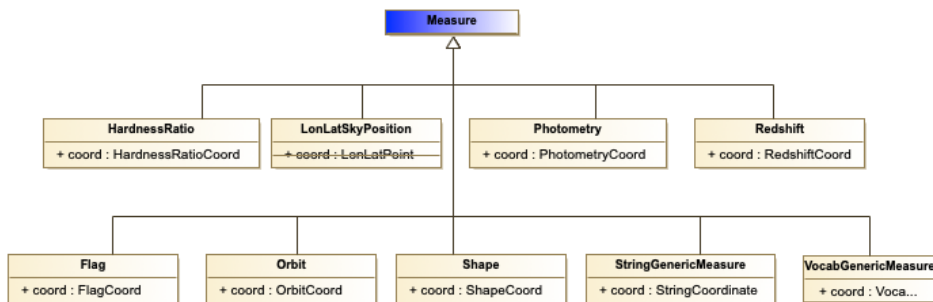 Measure
HardnessRatio
+ coord : HardnessRatioCoord
LonLatSkyPosition
+ coord : LonLatPoint
Photometry
+ coord : PhotometryCoord
Redshift
+ coord : RedshiftCoord
Flag
+ coord : FlagCoord
Orbit
+ coord : OrbitCoord
Shape
+ coord : ShapeCoord
StringGenericMeasure
+ coord : StringCoordinate
VocabGenericMeasure
+ coord : Voca...